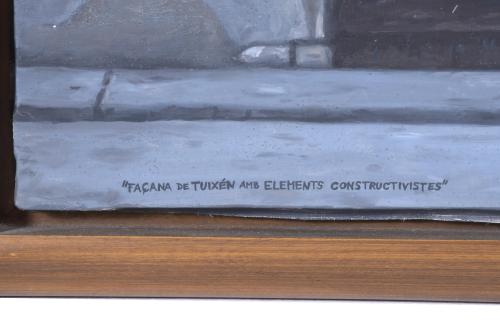 "FAÇANA DE TUIXÉN AMB ELEMENTS CONSTRUCTIVISTES"